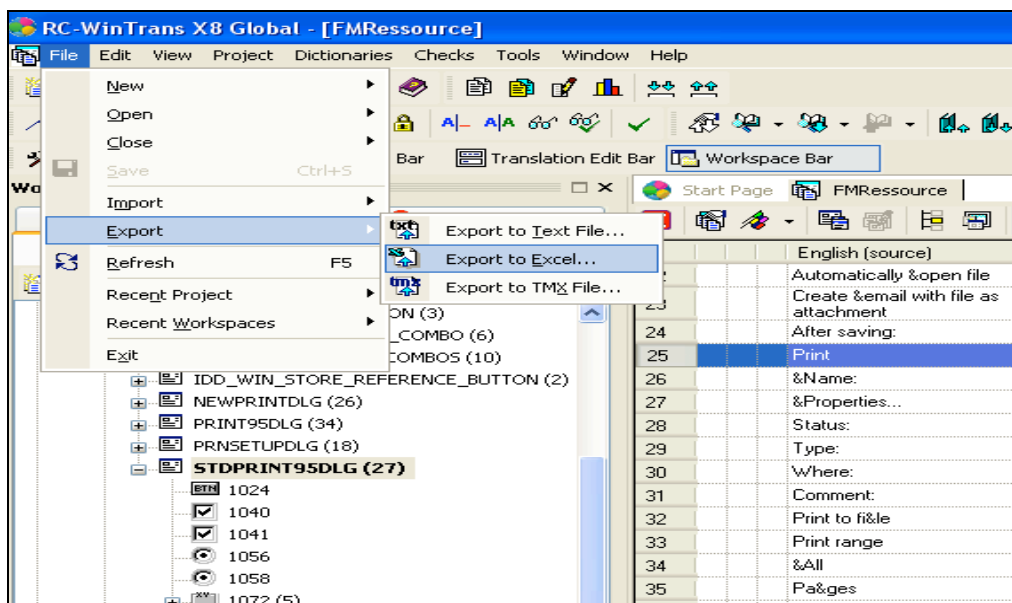 RC-WinTrans X8 Global - [FMRessource]
File Edit View Project Dictionaries Checks Tools Window Help
New
Open
Close
Save Ctrl+S
Import
Export
Refresh F5
Recent Project
Recent Workspaces
Exit
Export to Text File...
Export to Excel...
Export to TMX File...
Bar Translation Edit Bar Workspace Bar
Start Page FMRessource
ON (3)
_COMBO (6)
COMBOS (10)
IDD_WIN_STORE_REFERENCE_BUTTON (2)
NEWPRINTDLG (26)
PRINT95DLG (34)
PRNSETUPDLG (18)
STDPRINT95DLG (27)
BTN 1024
1040
1041
1056
1058
1072 (5)
English (source)
Automatically &open file
23 Create &email with file as
attachment
24 After saving:
25 Print
26 &Name:
27 &Properties...
28 Status:
29 Type:
30 Where:
31 Comment:
32 Print to fi&le
33 Print range
34 &All
35 Pa&ges